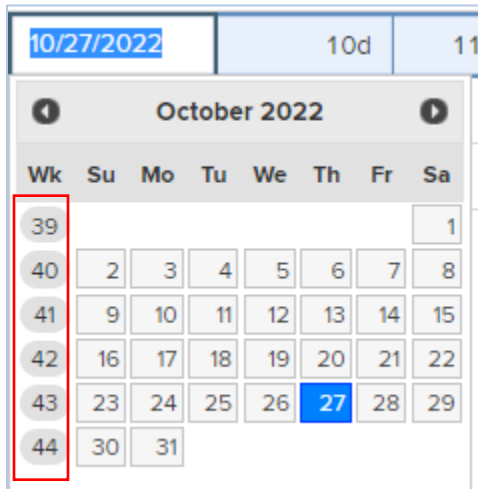 10/27/2022 10d 11
October 2022
Wk Su Mo Tu We Th Fr Sa
39 1
40 2 3 4 5 6 7 8
41 9 10 11 12 13 14 15
42 16 17 18 19 20 21 22
43 23 24 25 26 27 28 29
44 30 31